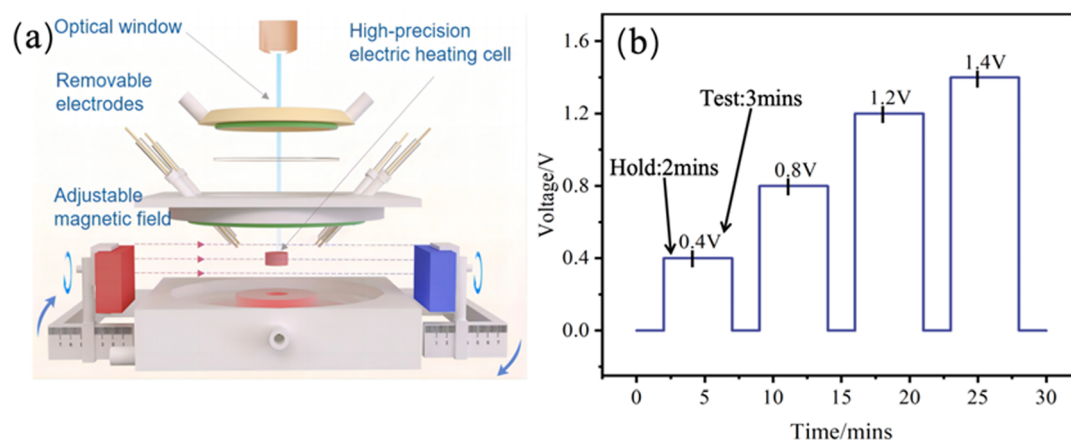 (a)
Optical window
High-precision
electric heating cell
Removable
electrodes
Adjustable
magnetic field
(b)
1.6
1.2
0.8
0.4
0.0
Voltage/V
Hold:2mins
Test:3mins
0.4V
0.8V
1.2V
1.4V
0 5 10 15 20 25 30
Time/mins